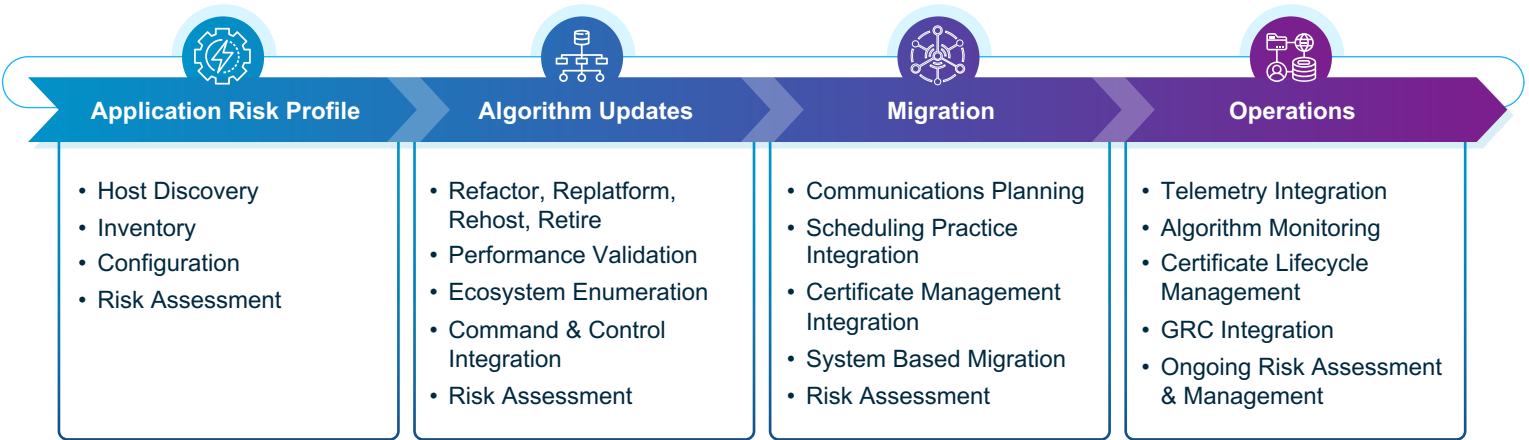 Application Risk Profile
• Host Discovery
• Inventory
• Configuration
• Risk Assessment
Algorithm Updates
• Refactor, Replatform,
Rehost, Retire
• Performance Validation
• Ecosystem Enumeration
• Command & Control
Integration
• Risk Assessment
Migration
• Communications Planning
• Scheduling Practice
Integration
• Certificate Management
Integration
• System Based Migration
• Risk Assessment
Operations
• Telemetry Integration
• Algorithm Monitoring
• Certificate Lifecycle
Management
• GRC Integration
• Ongoing Risk Assessment
& Management